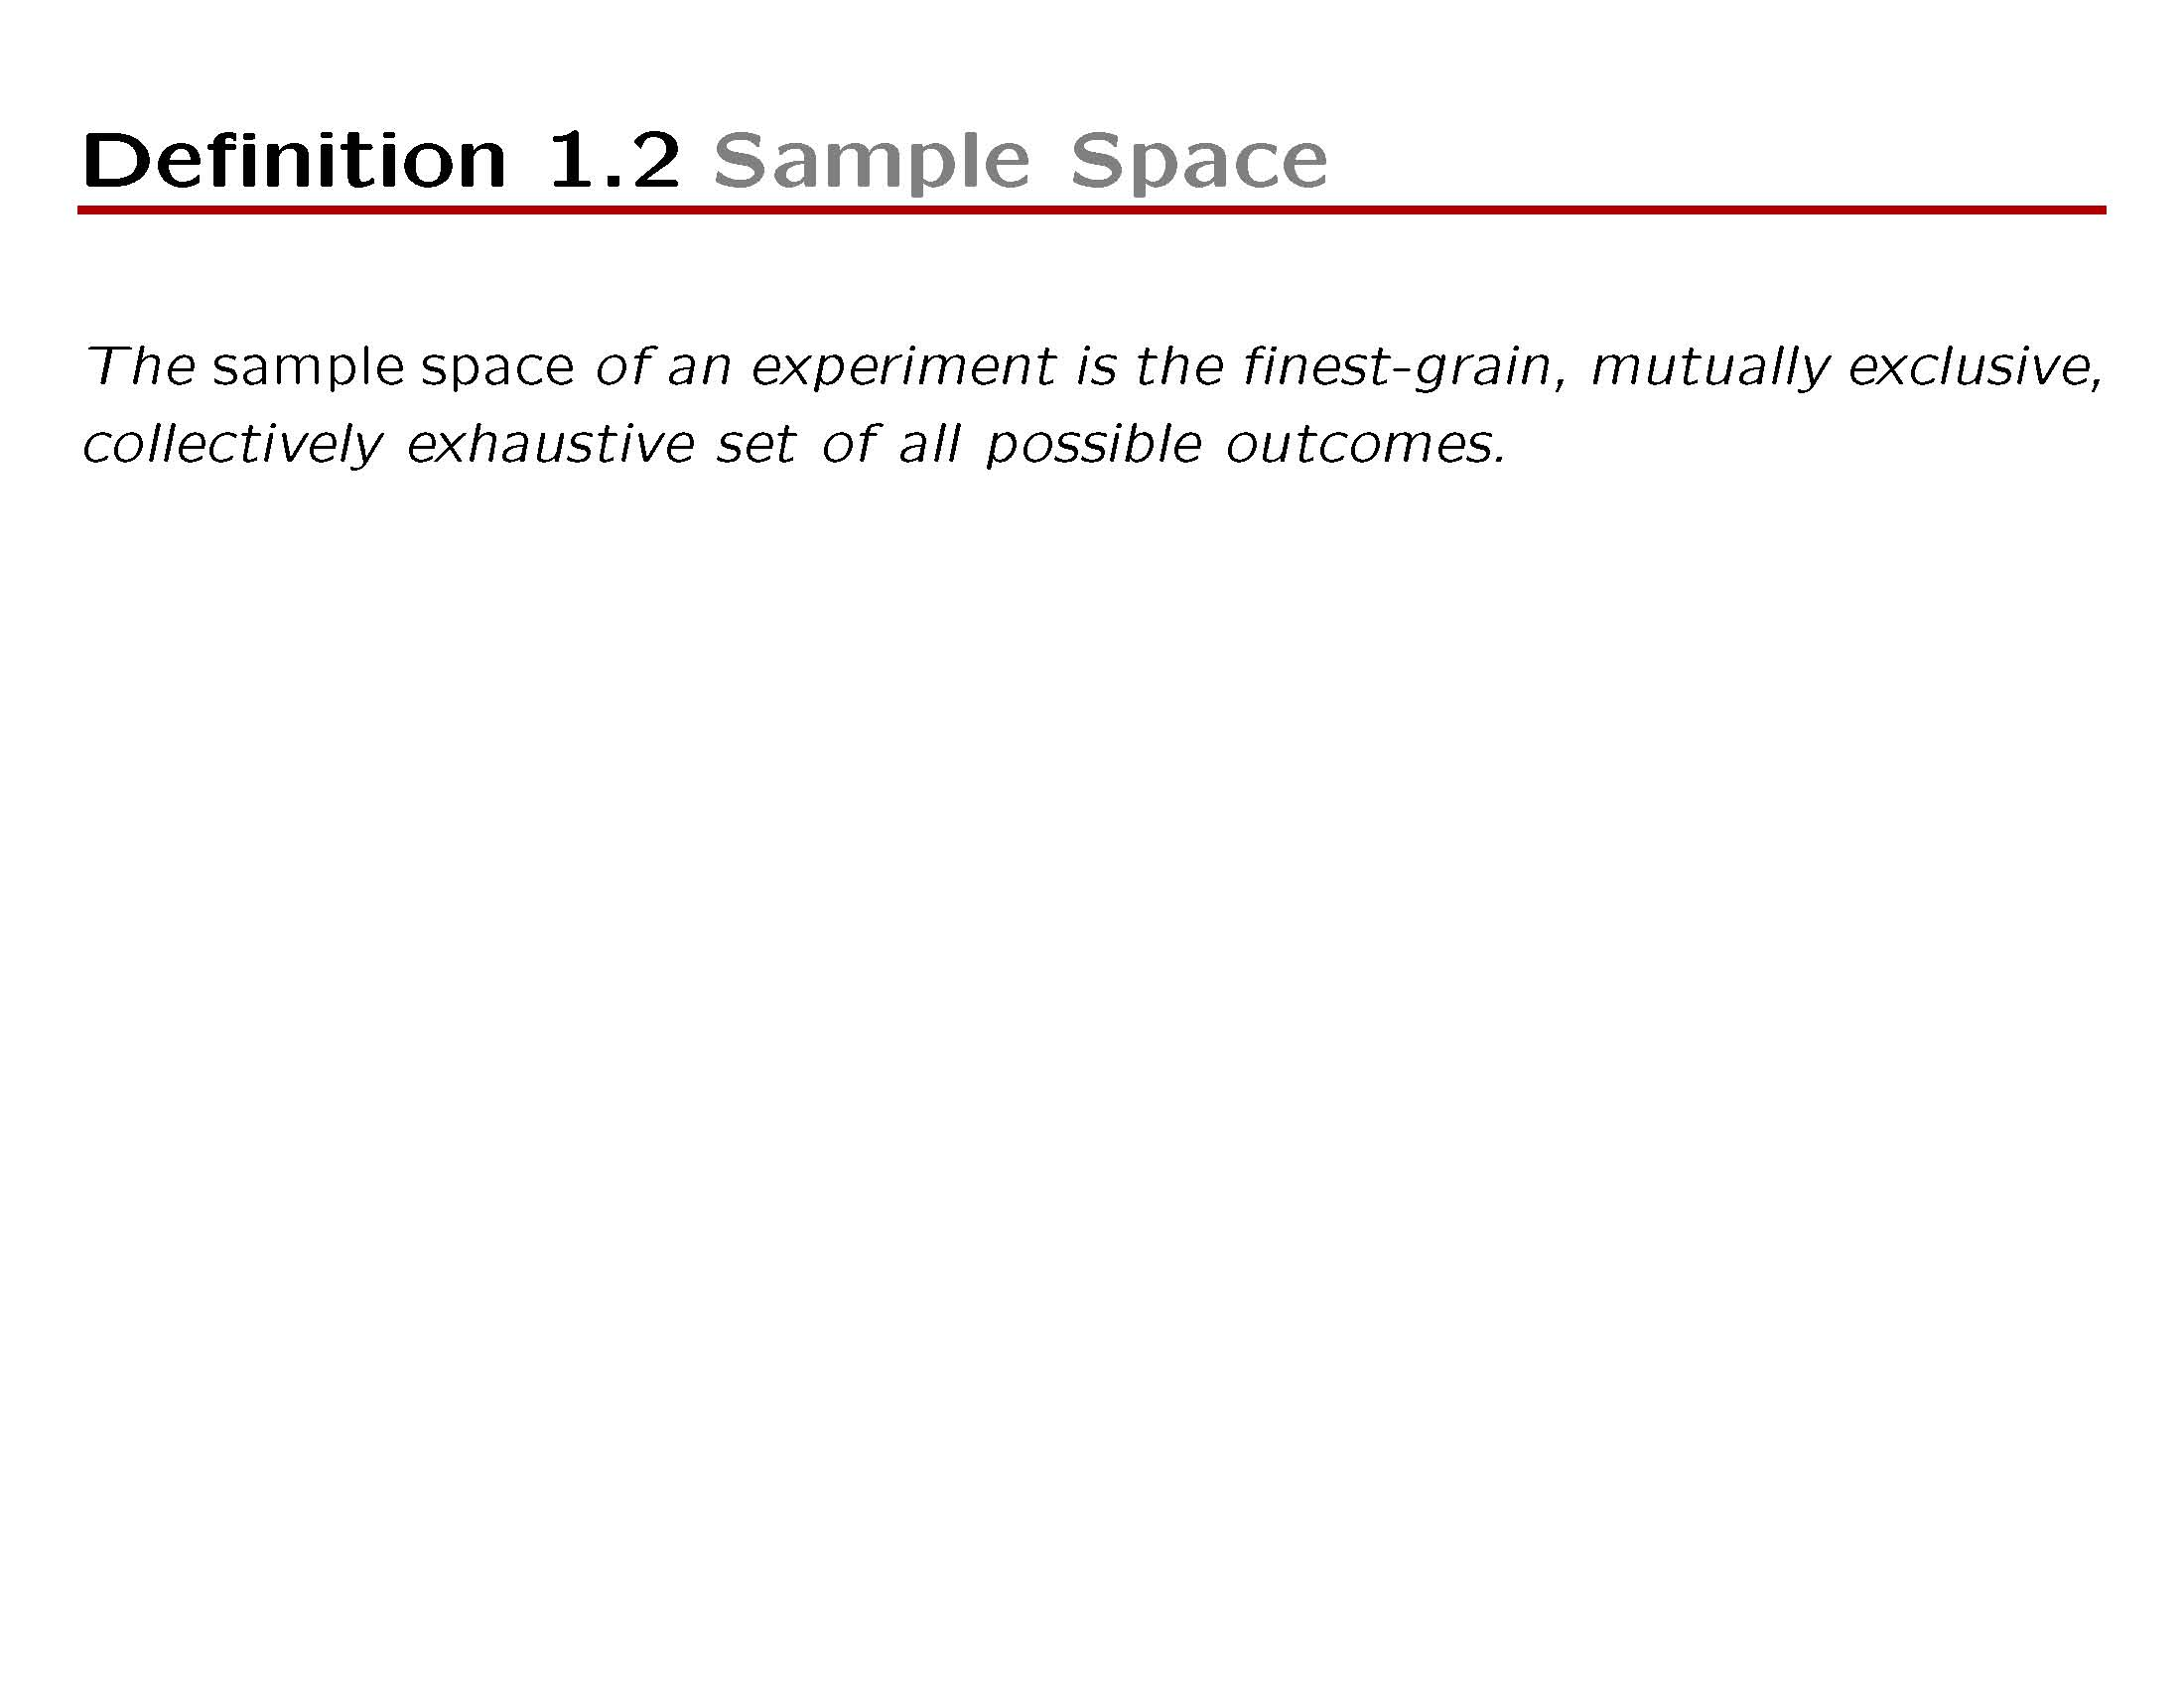 Definition 1.2 Sample Space
The sample space of an experiment is the finest-grain, mutually exclusive,
collectively exhaustive set of all possible outcomes.